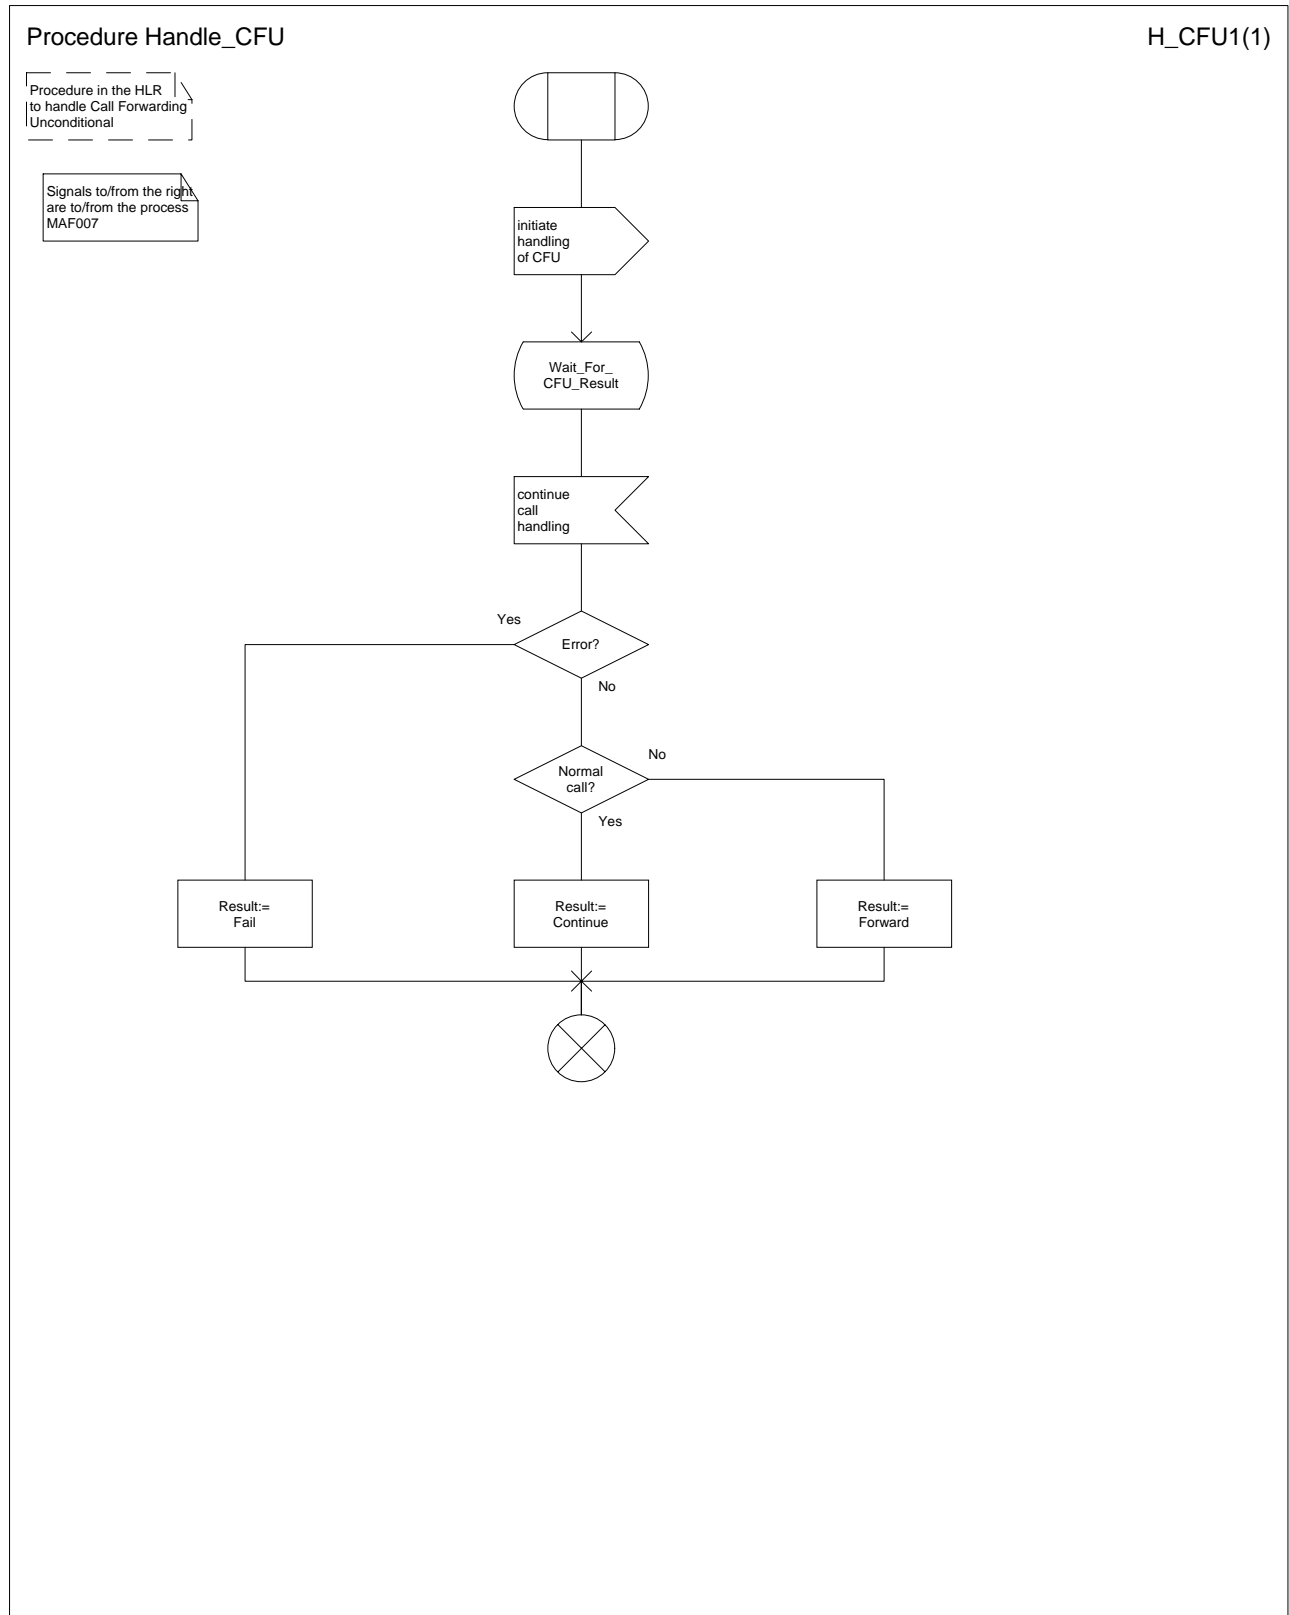 Procedure Handle_CFU
H_CFU1(1)
Procedure in the HLR
to handle Call Forwarding
Unconditional
Signals to/from the right
are to/from the process
MAF007
initiate
handling
of CFU
Wait_For_
CFU_Result
continue
call
handling
Yes
Error?
No
No
Normal
call?
Yes
Result:=
Fail
Result:=
Continue
Result:=
Forward